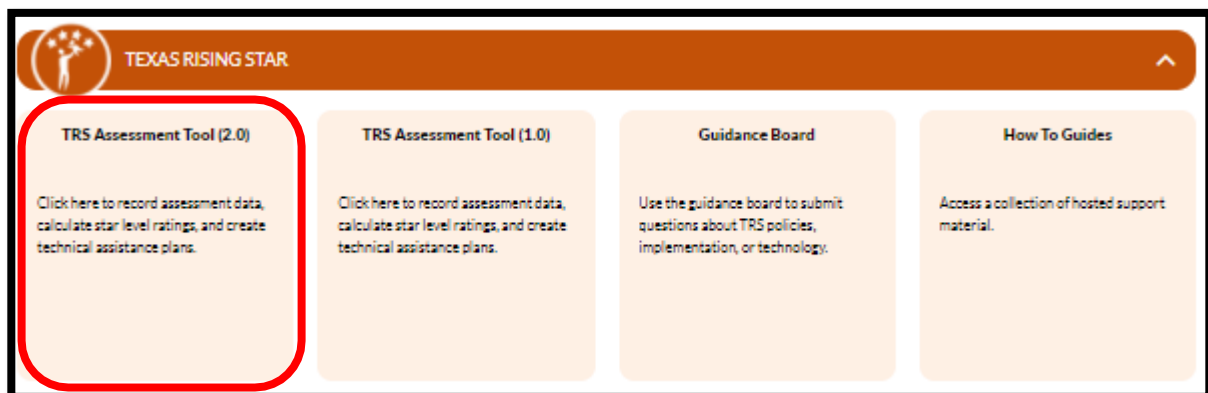 TEXAS RISING STAR
TRS Assessment Tool (2.0)
Click here to record assessment data,
calculate star level ratings, and create
technical assistance plans.
TRS Assessment Tool (1.0)
Click here to record assessment data,
calculate star level ratings, and create
technical assistance plans.
Guidance Board
Use the guidance board to submit
questions about TRS policies,
implementation, or technology.
How To Guides
Access a collection of hosted support
material.